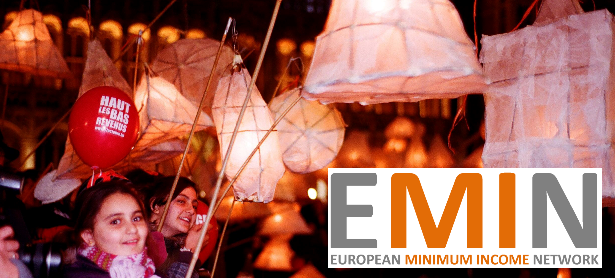 HAUT
LES BAS
REVENUS
EMIN
EUROPEAN MINIMUM INCOME NETWORK